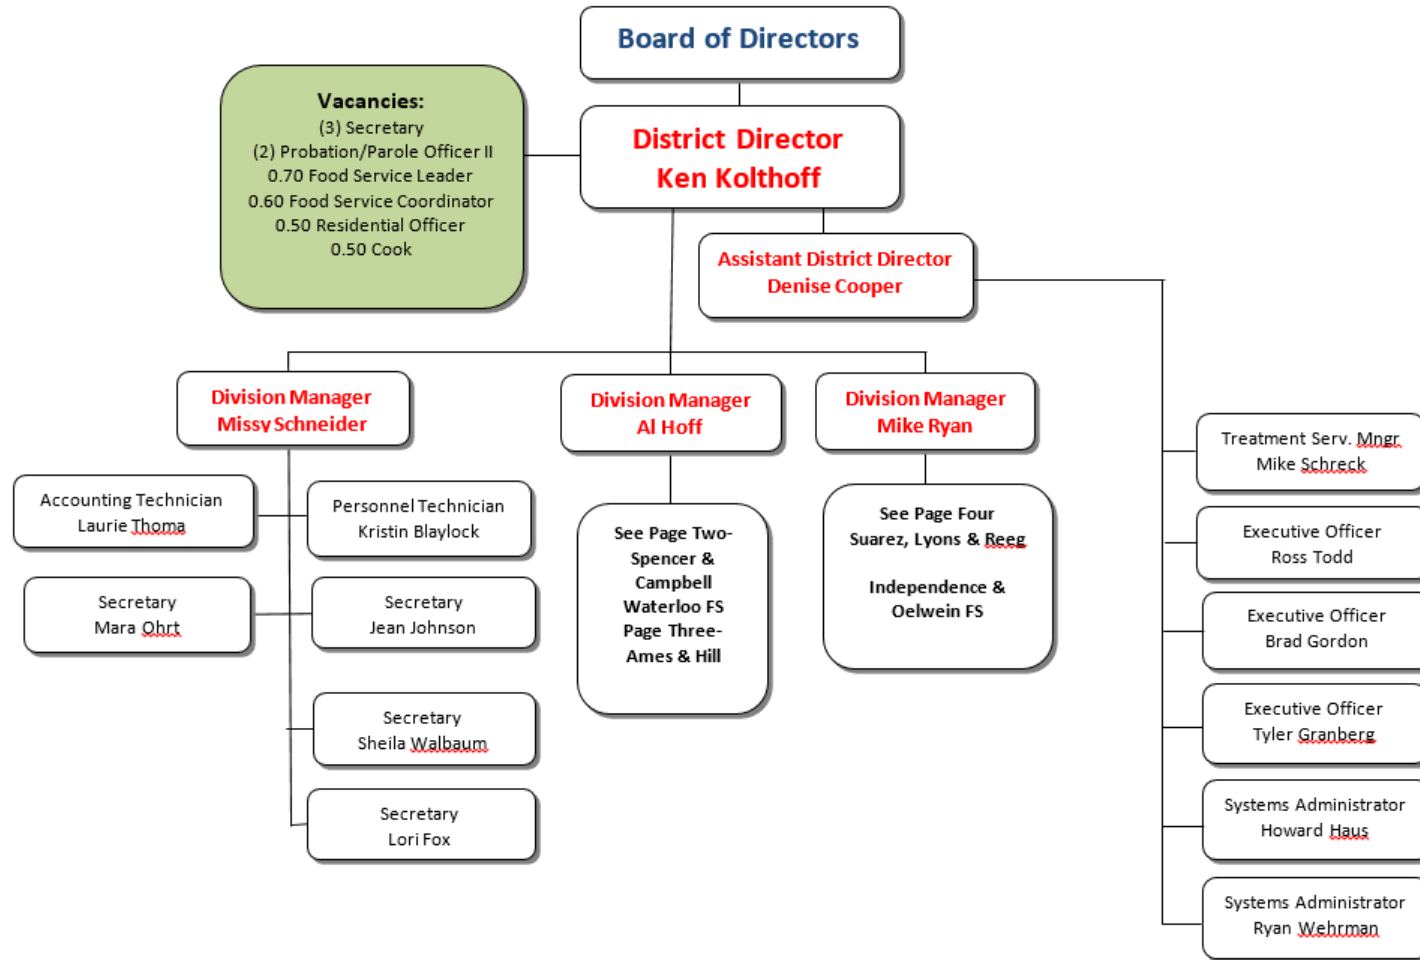 Board of Directors
Vacancies:
(3) Secretary
(2) Probation/Parole Officer II
0.70 Food Service Leader
0.60 Food Service Coordinator
0.50 Residential Officer
0.50 Cook
District Director
Ken Kolthoff
Assistant District Director
Denise Cooper
Division Manager
Missy Schneider
Division Manager
Al Hoff
Division Manager
Mike Ryan
Accounting Technician
Laurie Thoma
Personnel Technician
Kristin Blaylock
Secretary
Mara Ohrt
Secretary
Jean Johnson
Secretary
Sheila Walbaum
Secretary
Lori Fox
See Page Two-
Spencer &
Campbell
Waterloo FS
Page Three-
Ames & Hill
See Page Four
Suarez, Lyons & Reeg
Independence &
Oelwein FS
Treatment Serv. Mngr
Mike Schreck
Executive Officer
Ross Todd
Executive Officer
Brad Gordon
Executive Officer
Tyler Granberg
Systems Administrator
Howard Haus
Systems Administrator
Ryan Wehrman